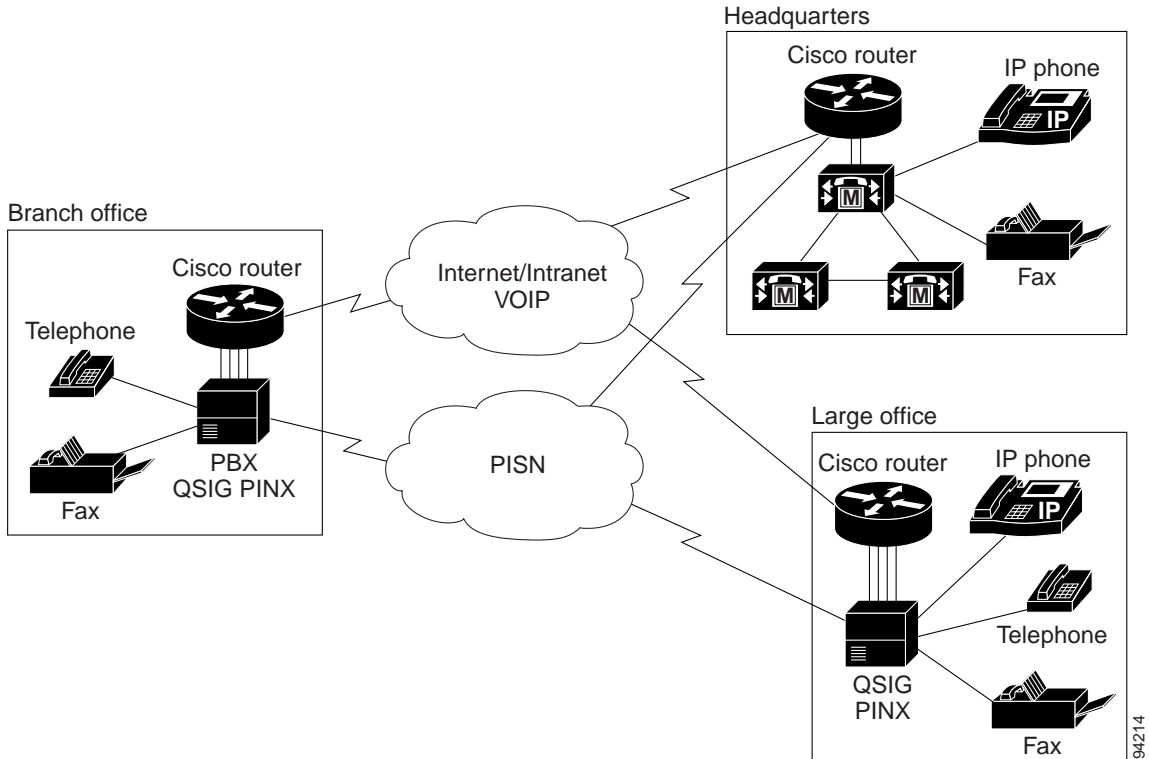 Headquarters
Cisco router
IP phone
IP
M
Fax
M
M
Branch office
Cisco router
Telephone
PBX
QSIG PINX
Fax
Internet/Intranet
VOIP
PISN
Large office
Cisco router
IP phone
IP
Telephone
QSIG
PINX
Fax
94214